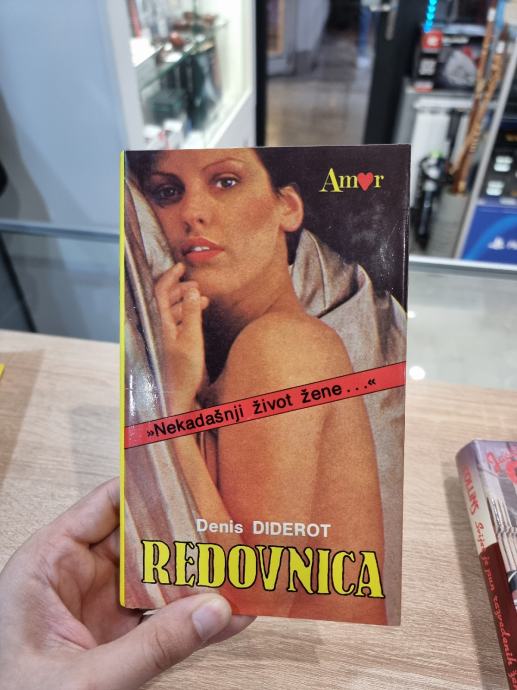 Amor
»Nekadašnji život žene...«
Denis DIDEROT
REDOVNICA